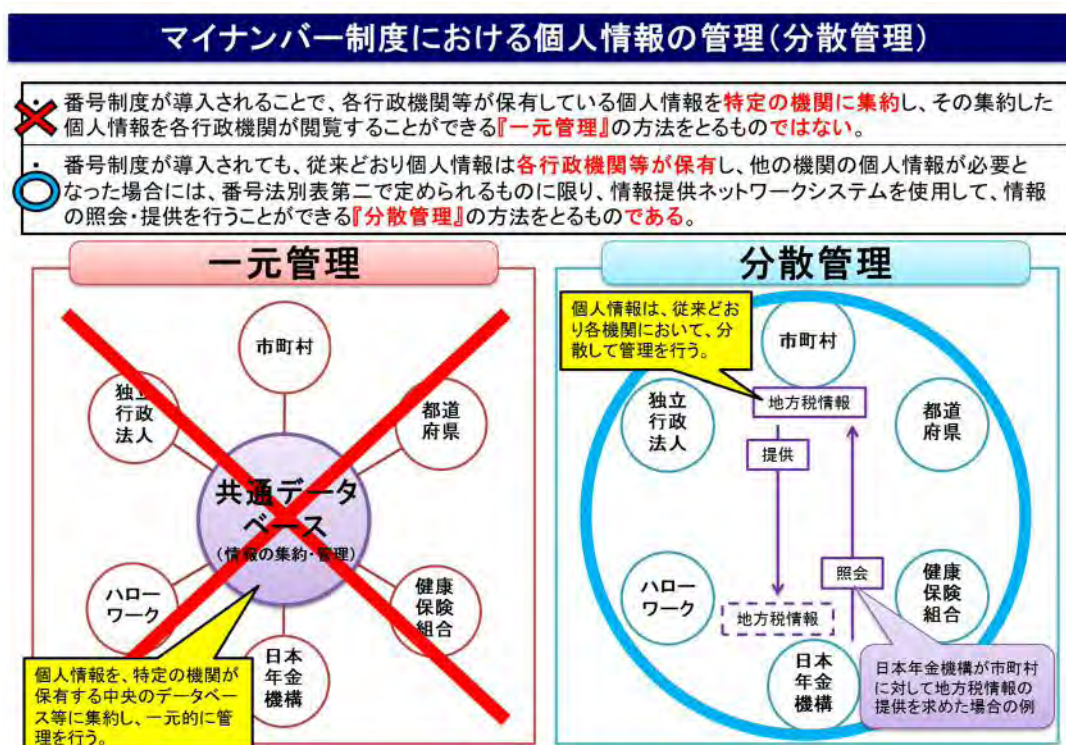 マイナンバー制度における個人情報の管理(分散管理)
・ 番号制度が導入されることで、各行政機関等が保有している個人情報を特定の機関に集約し、その集約した
個人情報を各行政機関が閲覧することができる『一元管理』の方法をとるものではない。
・ 番号制度が導入されても、従来どおり個人情報は各行政機関等が保有し、他の機関の個人情報が必要と
なった場合には、番号法別表第二で定められるものに限り、情報提供ネットワークシステムを使用して、情報
の照会・提供を行うことができる『分散管理』の方法をとるものである。
一元管理
市町村
独立
行政
法人
都道
府県
共通データ
ベース
(情報の集約・管理)
ハロー
ワーク
健康
保険
組合
日本
年金
機構
個人情報を、特定の機関が
保有する中央のデータベー
ス等に集約し、一元的に管
理を行う。
分散管理
個人情報は、従来どお
り各機関において、分
散して管理を行う。
市町村
独立
行政
法人
地方税情報
都道
府県
提供
照会
ハロー
ワーク
健康
保険
組合
地方税情報
日本
年金
機構
日本年金機構が市町村
に対して地方税情報の
提供を求めた場合の例